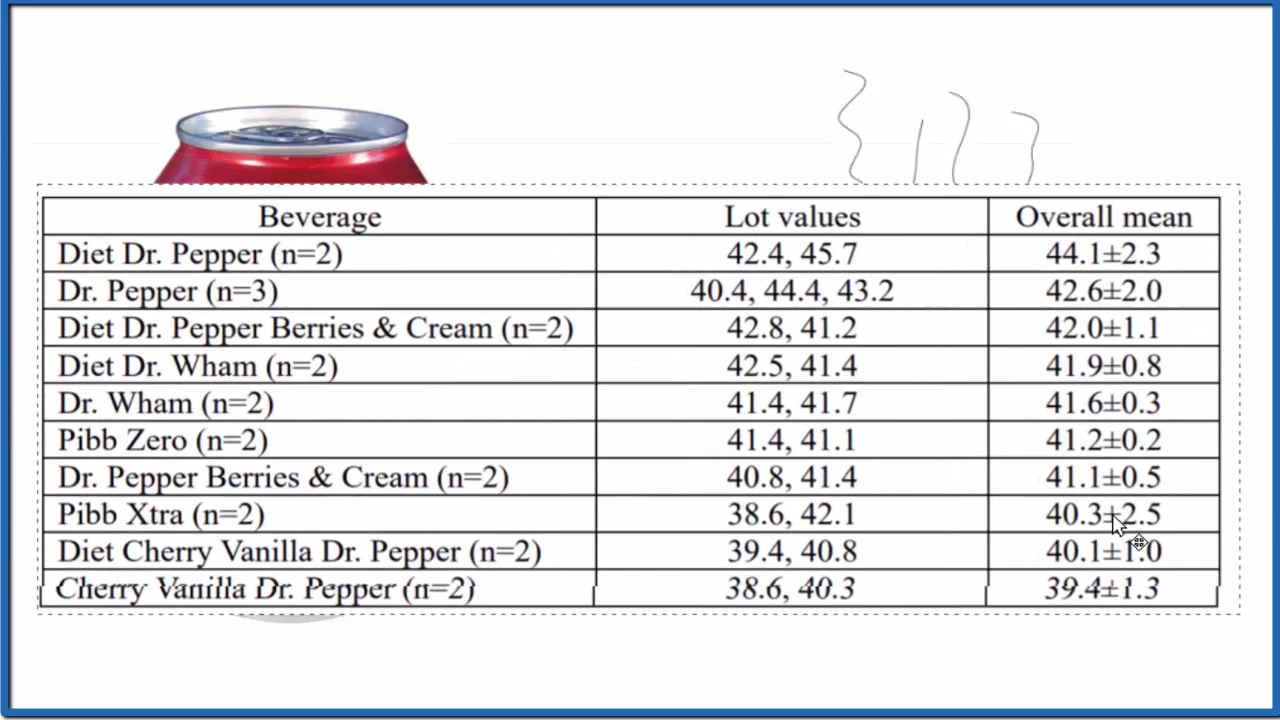 Beverage Lot values Overall mean
Diet Dr. Pepper (n=2) 42.4, 45.7 44.1±2.3
Dr. Pepper (n=3) 40.4, 44.4, 43.2 42.6±2.0
Diet Dr. Pepper Berries & Cream (n=2) 42.8, 41.2 42.0±1.1
Diet Dr. Wham (n=2) 42.5, 41.4 41.9±0.8
Dr. Wham (n=2) 41.4, 41.7 41.6±0.3
Pibb Zero (n=2) 41.4, 41.1 41.2±0.2
Dr. Pepper Berries & Cream (n=2) 40.8, 41.4 41.1±0.5
Pibb Xtra (n=2) 38.6, 42.1 40.3±2.5
Diet Cherry Vanilla Dr. Pepper (n=2) 39.4, 40.8 40.1±1.0
Cherry Vanilla Dr. Pepper (n=2) 38.6, 40.3 39.4±1.3